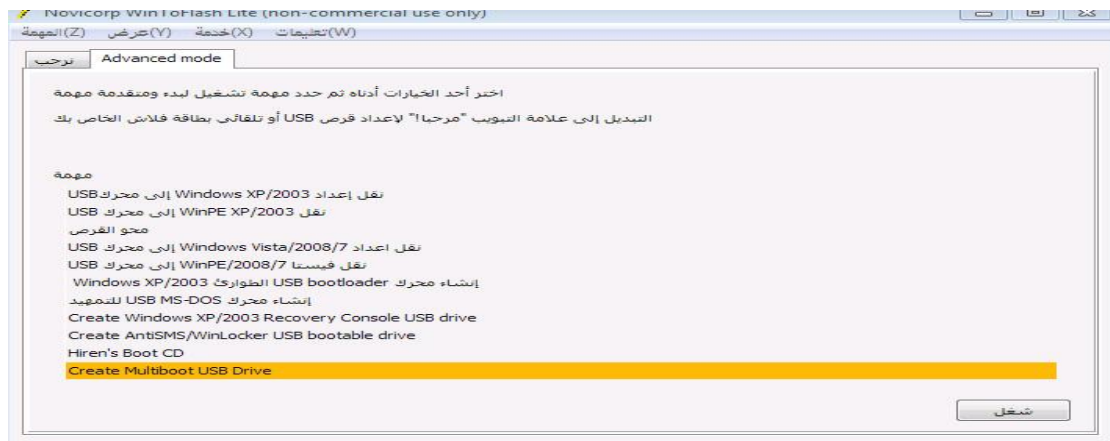 Novicorp WinToFlash Lite (non-commercial use only)
المهمة(Z) عرض(Y) خدمة(X) تعليمات(W)
ترحب Advanced mode
اختر أحد الخيارات أدناه ثم حدد مهمة تشغيل لبدء ومتقدمة مهمة
التبديل إلى علامة التبويب "مرحبا!" لإعداد قرص USB أو تلقائي بطاقة فلاش الخاص بك
مهمة
نقل إعداد Windows XP/2003 إلى محركUSB
نقل WinPE XP/2003 إلى محرك USB
محو القرص
نقل اعداد Windows Vista/2008/7 إلى محرك USB
نقل فيستا WinPE/2008/7 إلى محرك USB
إنشاء محرك USB bootloader الطوارئ Windows XP/2003
إنشاء محرك USB MS-DOS للتمهيد
Create Windows XP/2003 Recovery Console USB drive
Create AntiSMS/WinLocker USB bootable drive
Hiren's Boot CD
Create Multiboot USB Drive
شغل